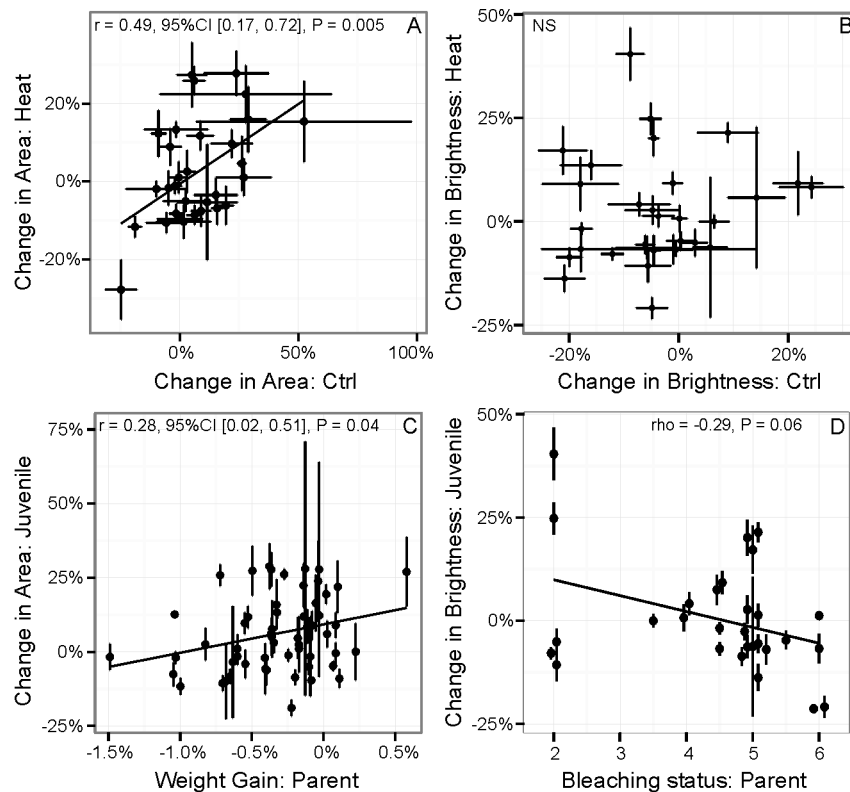 r = 0.49, 95%CI [0.17, 0.72], P = 0.005
A
20%
0%
-20%
Change in Area: Heat
0%
50%
100%
Change in Area: Ctrl
NS
B
50%
25%
0%
-25%
Change in Brightness: Heat
-20%
0%
20%
Change in Brightness: Ctrl
r = 0.28, 95%CI [0.02, 0.51], P = 0.04
C
75%
50%
25%
0%
-25%
Change in Area: Juvenile
-1.5%
-1.0%
-0.5%
0%
0.5%
Weight Gain: Parent
rho = -0.29, P = 0.06
D
50%
25%
0%
-25%
Change in Brightness: Juvenile
2
3
4
5
6
Bleaching status: Parent